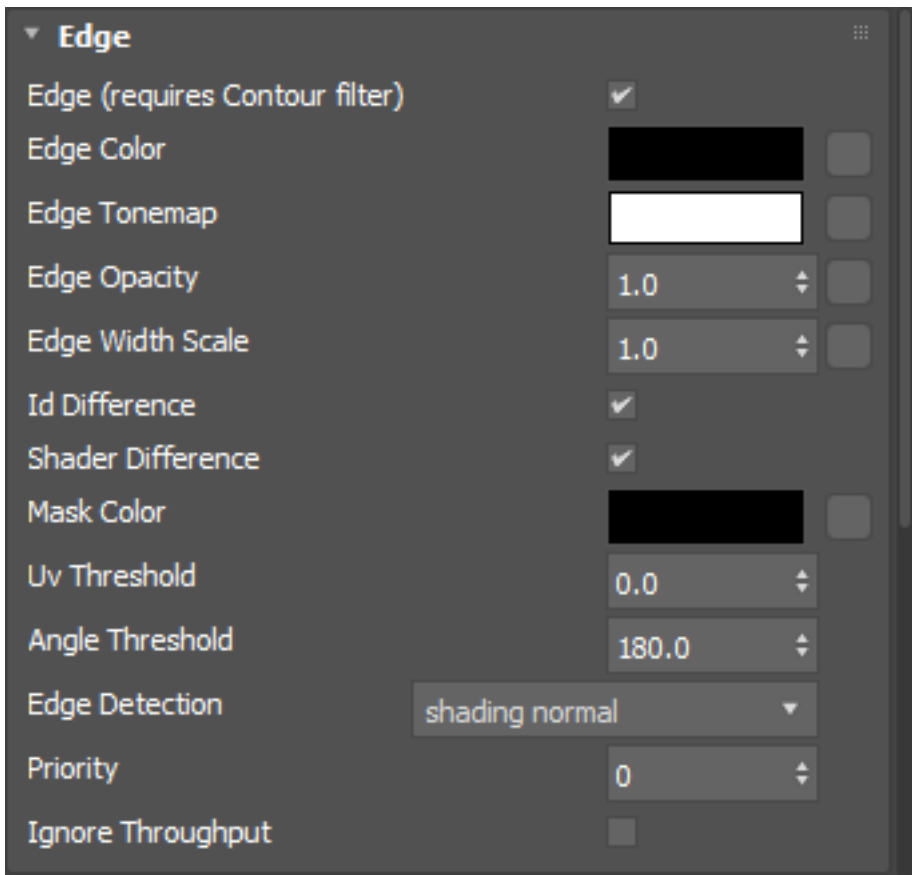 Edge
Edge (requires Contour filter)
Edge Color
Edge Tonemap
Edge Opacity 1.0
Edge Width Scale 1.0
Id Difference
Shader Difference
Mask Color
Uv Threshold 0.0
Angle Threshold 180.0
Edge Detection shading normal
Priority 0
Ignore Throughput